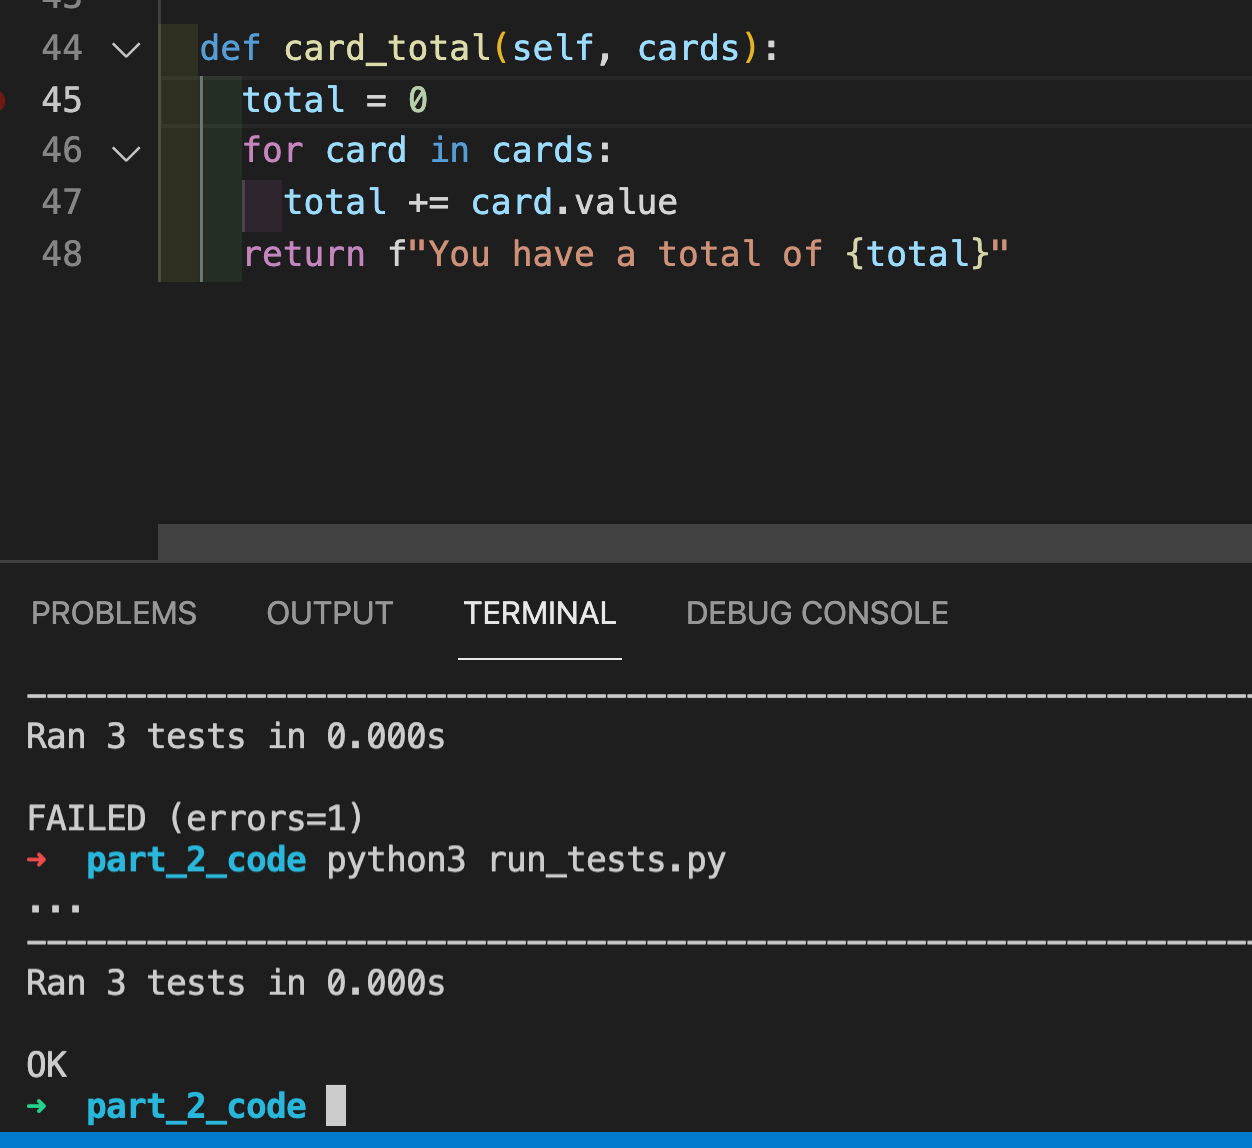 43
44 def card_total(self, cards):
45 total = 0
46 for card in cards:
47 total += card.value
48 return f"You have a total of {total}"
PROBLEMS OUTPUT TERMINAL DEBUG CONSOLE
----------------------------------------------------------------------
Ran 3 tests in 0.000s
FAILED (errors=1)
➜ part_2_code python3 run_tests.py
...
----------------------------------------------------------------------
Ran 3 tests in 0.000s
OK
➜ part_2_code